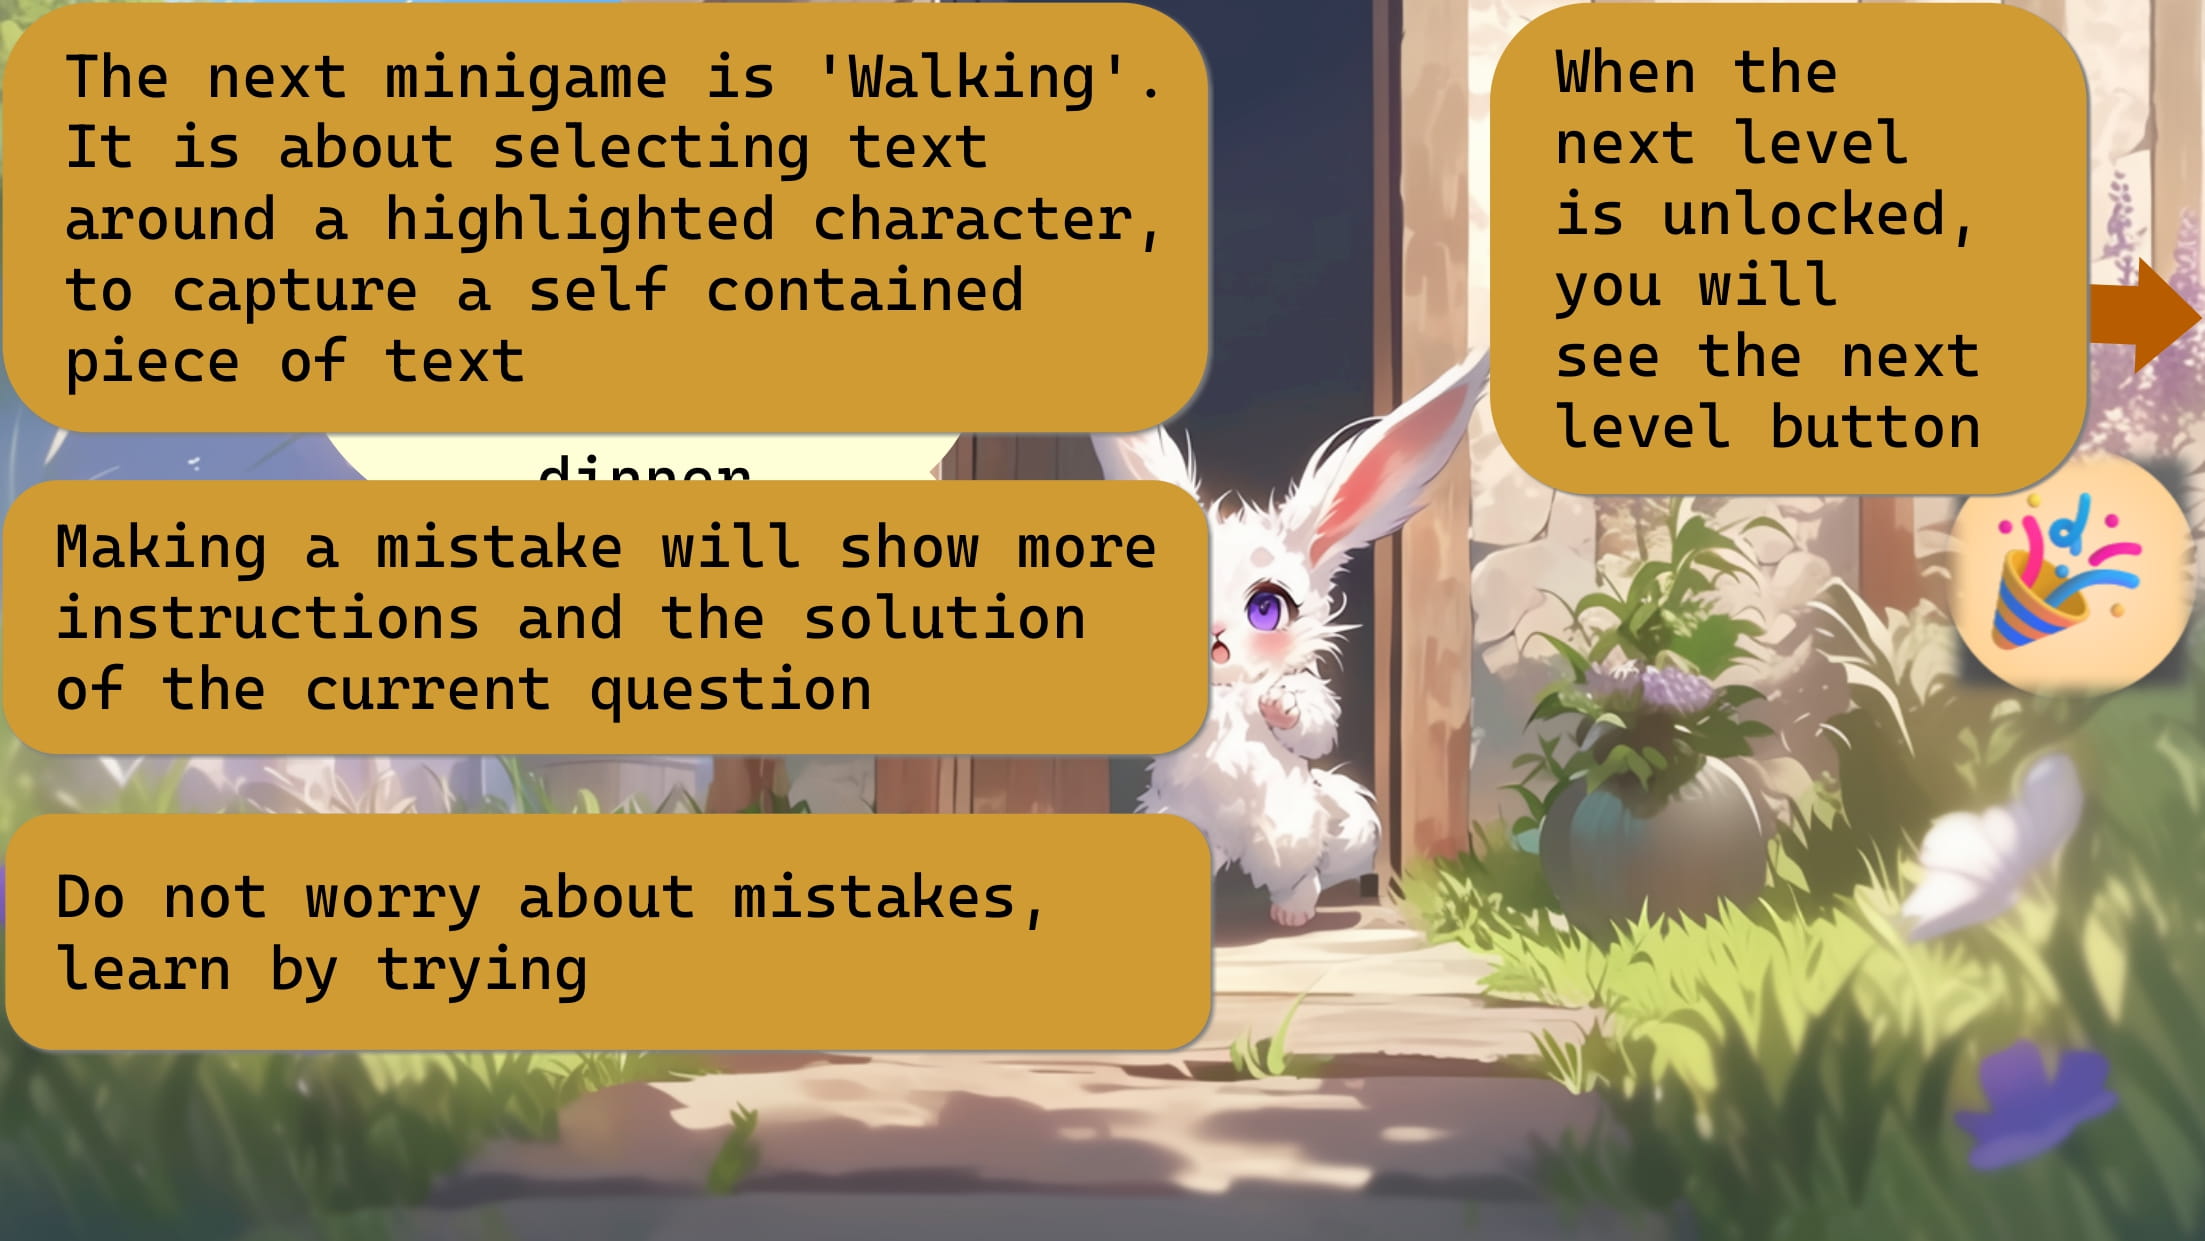 The next minigame is 'Walking'.
It is about selecting text
around a highlighted character,
to capture a self contained
piece of text
When the
next level
is unlocked,
you will
see the next
level button
dinner
Making a mistake will show more
instructions and the solution
of the current question
Do not worry about mistakes,
learn by trying